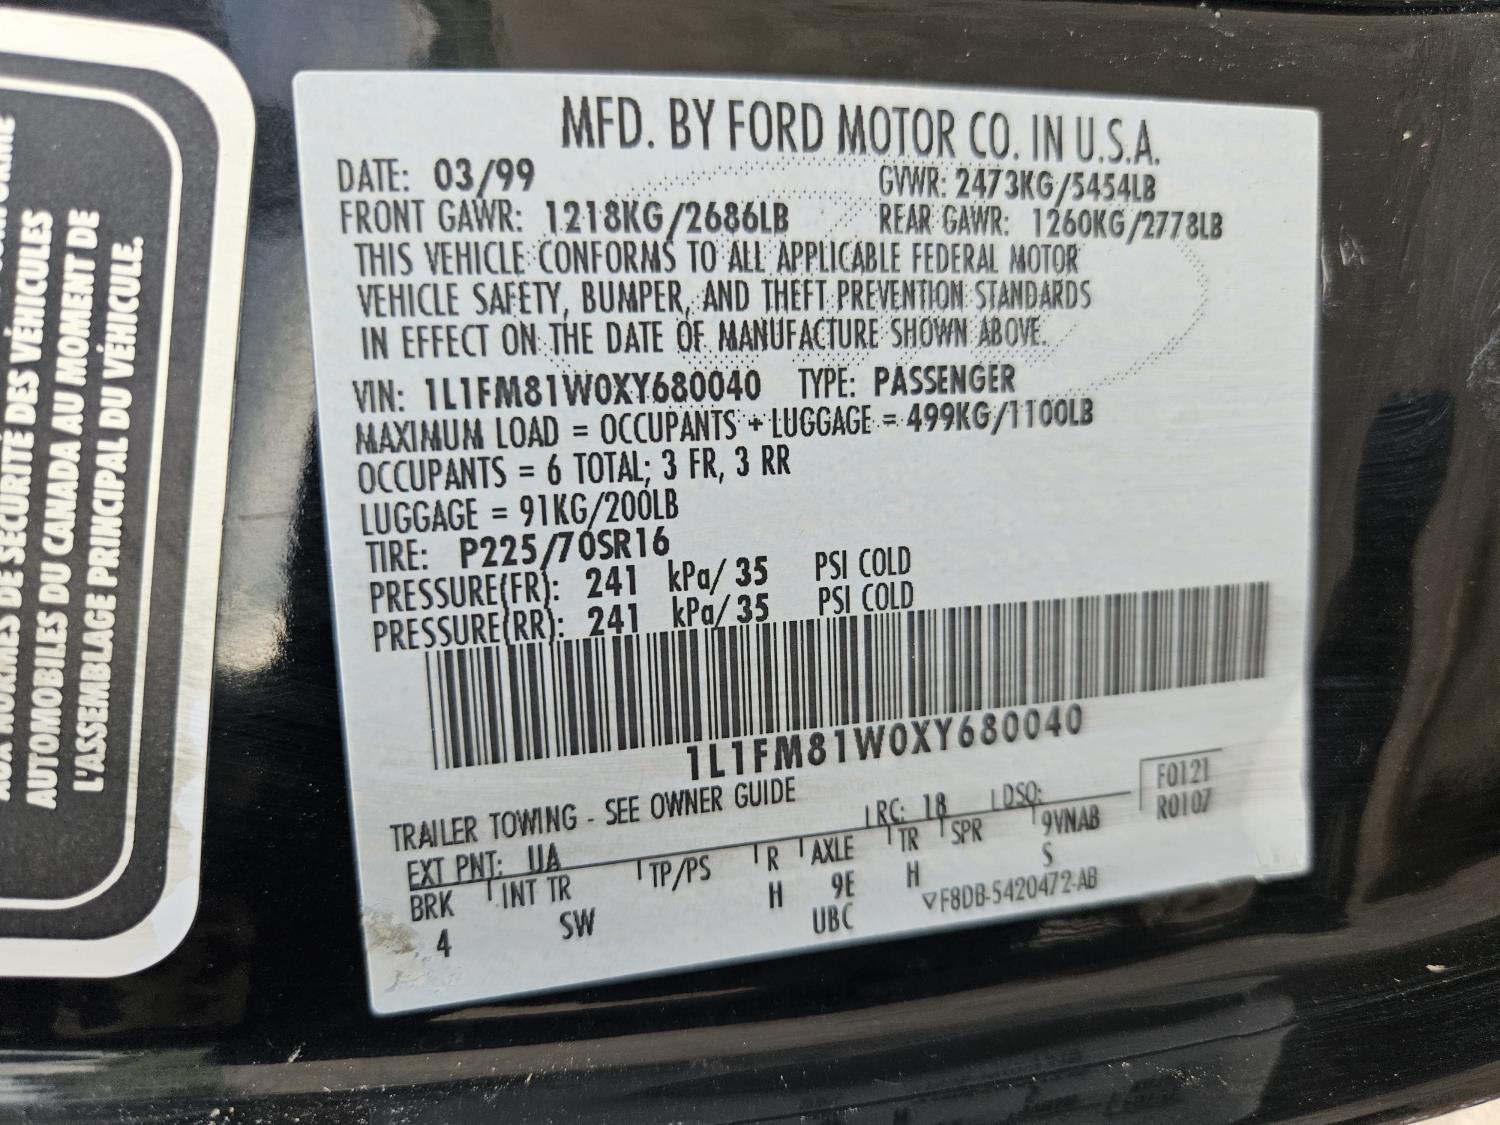 AUX NORMES DE SÉCURITÉ DES VÉHICULES
AUTOMOBILES DU CANADA AU MOMENT DE
L'ASSEMBLAGE PRINCIPAL DU VÉHICULE.
MFD. BY FORD MOTOR CO. IN U.S.A.
DATE: 03/99 GVWR: 2473KG/5454LB
FRONT GAWR: 1218KG/2686LB REAR GAWR: 1260KG/2778LB
THIS VEHICLE CONFORMS TO ALL APPLICABLE FEDERAL MOTOR
VEHICLE SAFETY, BUMPER, AND THEFT PREVENTION STANDARDS
IN EFFECT ON THE DATE OF MANUFACTURE SHOWN ABOVE.
VIN: 1L1FM81W0XY680040 TYPE: PASSENGER
MAXIMUM LOAD = OCCUPANTS + LUGGAGE = 499KG/1100LB
OCCUPANTS = 6 TOTAL; 3 FR, 3 RR
LUGGAGE = 91KG/200LB
TIRE: P225/70SR16
PRESSURE(FR): 241 kPa/ 35 PSI COLD
PRESSURE(RR): 241 kPa/ 35 PSI COLD
1L1FM81W0XY680040
TRAILER TOWING - SEE OWNER GUIDE
F0121
EXT PNT: UA RC: 18 DSO: R0107
BRK INT TR TP/PS R AXLE TR SPR 9VNAB
4 SW H 9E H S
UBC ▽F8DB-5420472-AB